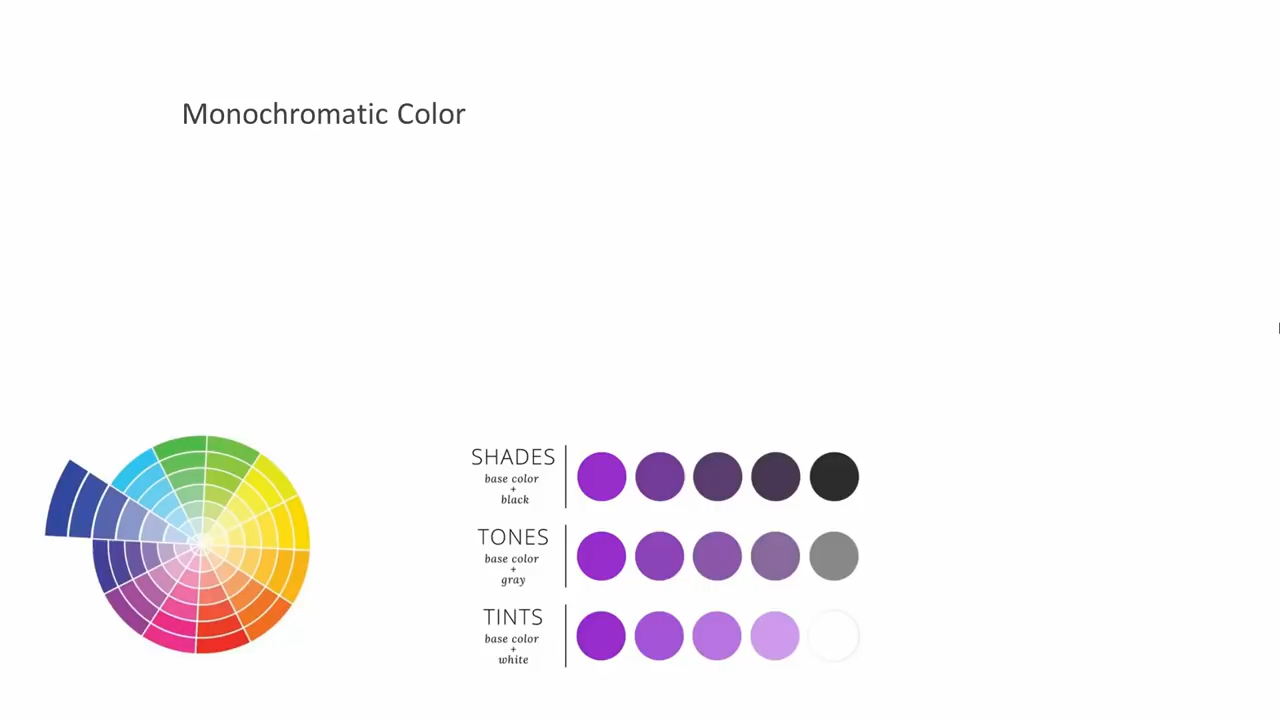 Monochromatic Color
SHADES
base color
+
black
TONES
base color
+
gray
TINTS
base color
+
white